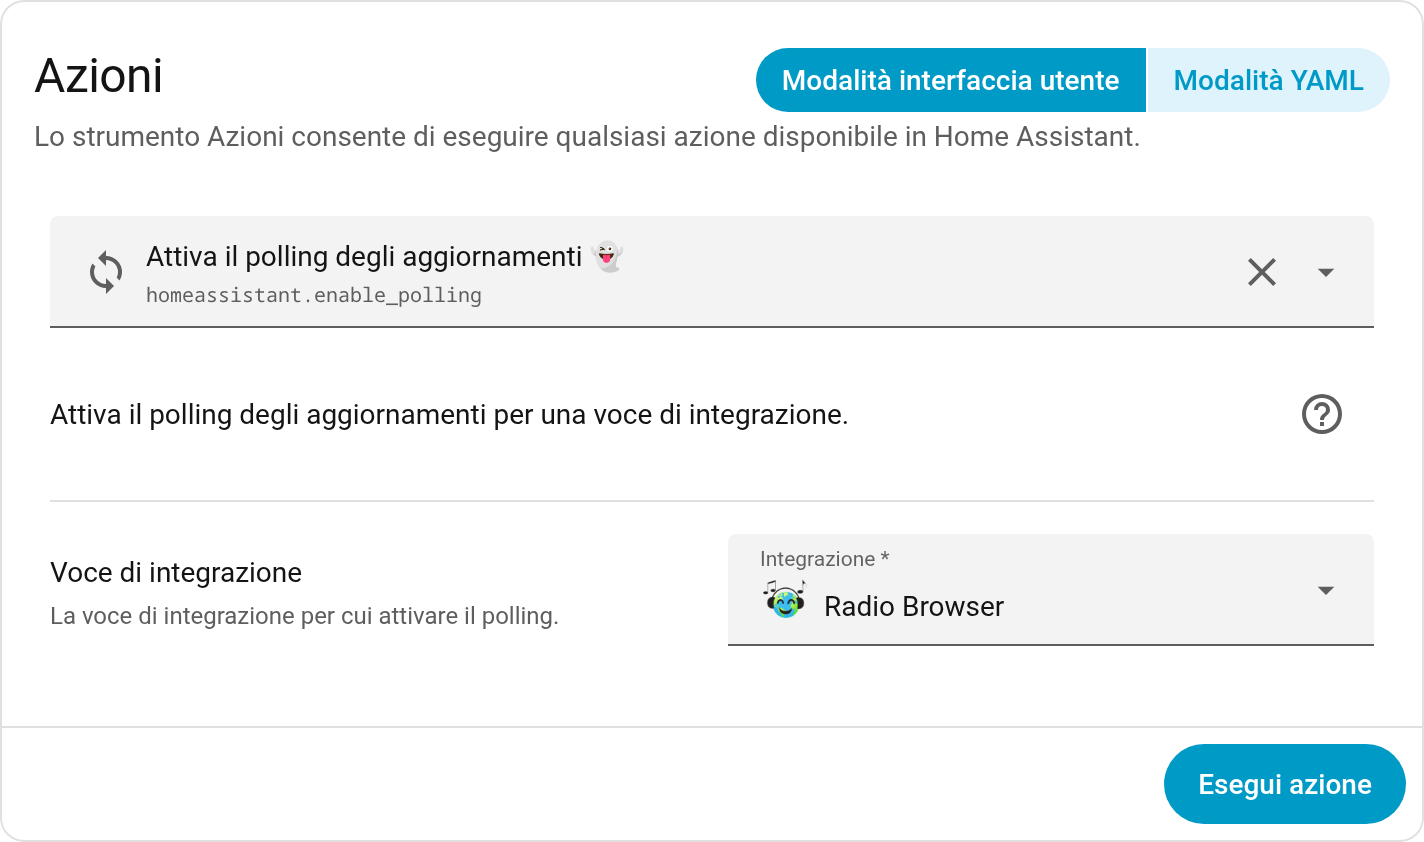 Azioni
Modalità interfaccia utente
Modalità YAML
Lo strumento Azioni consente di eseguire qualsiasi azione disponibile in Home Assistant.
Attiva il polling degli aggiornamenti 👻
homeassistant.enable_polling
Attiva il polling degli aggiornamenti per una voce di integrazione.
Voce di integrazione
La voce di integrazione per cui attivare il polling.
Integrazione *
Radio Browser
Esegui azione